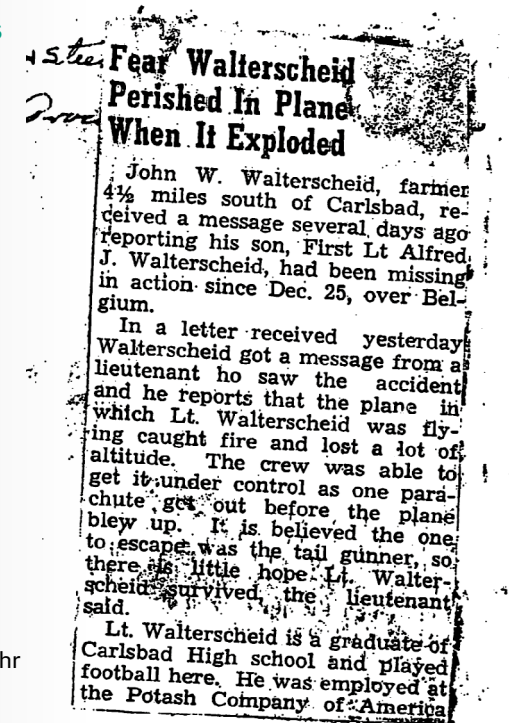 Fear Walterscheid
Perished In Plane
When It Exploded
John W. Walterscheid, farmer
4½ miles south of Carlsbad, re-
ceived a message several days ago
reporting his son, First Lt Alfred
J. Walterscheid, had been missing
in action since Dec. 25, over Bel-
gium.
In a letter received yesterday
Walterscheid got a message from a
lieutenant ho saw the accident
and he reports that the plane in
which Lt. Walterscheid was fly-
ing caught fire and lost a lot of
altitude. The crew was able to
get it under control as one para-
chute got out before the plane
blew up. It is believed the one
to escape was the tail gunner, so
there is little hope Lt. Walter-
scheid survived, the lieutenant
said.
Lt. Walterscheid is a graduate of
Carlsbad High school and played
football here. He was employed at
the Potash Company of America
hr